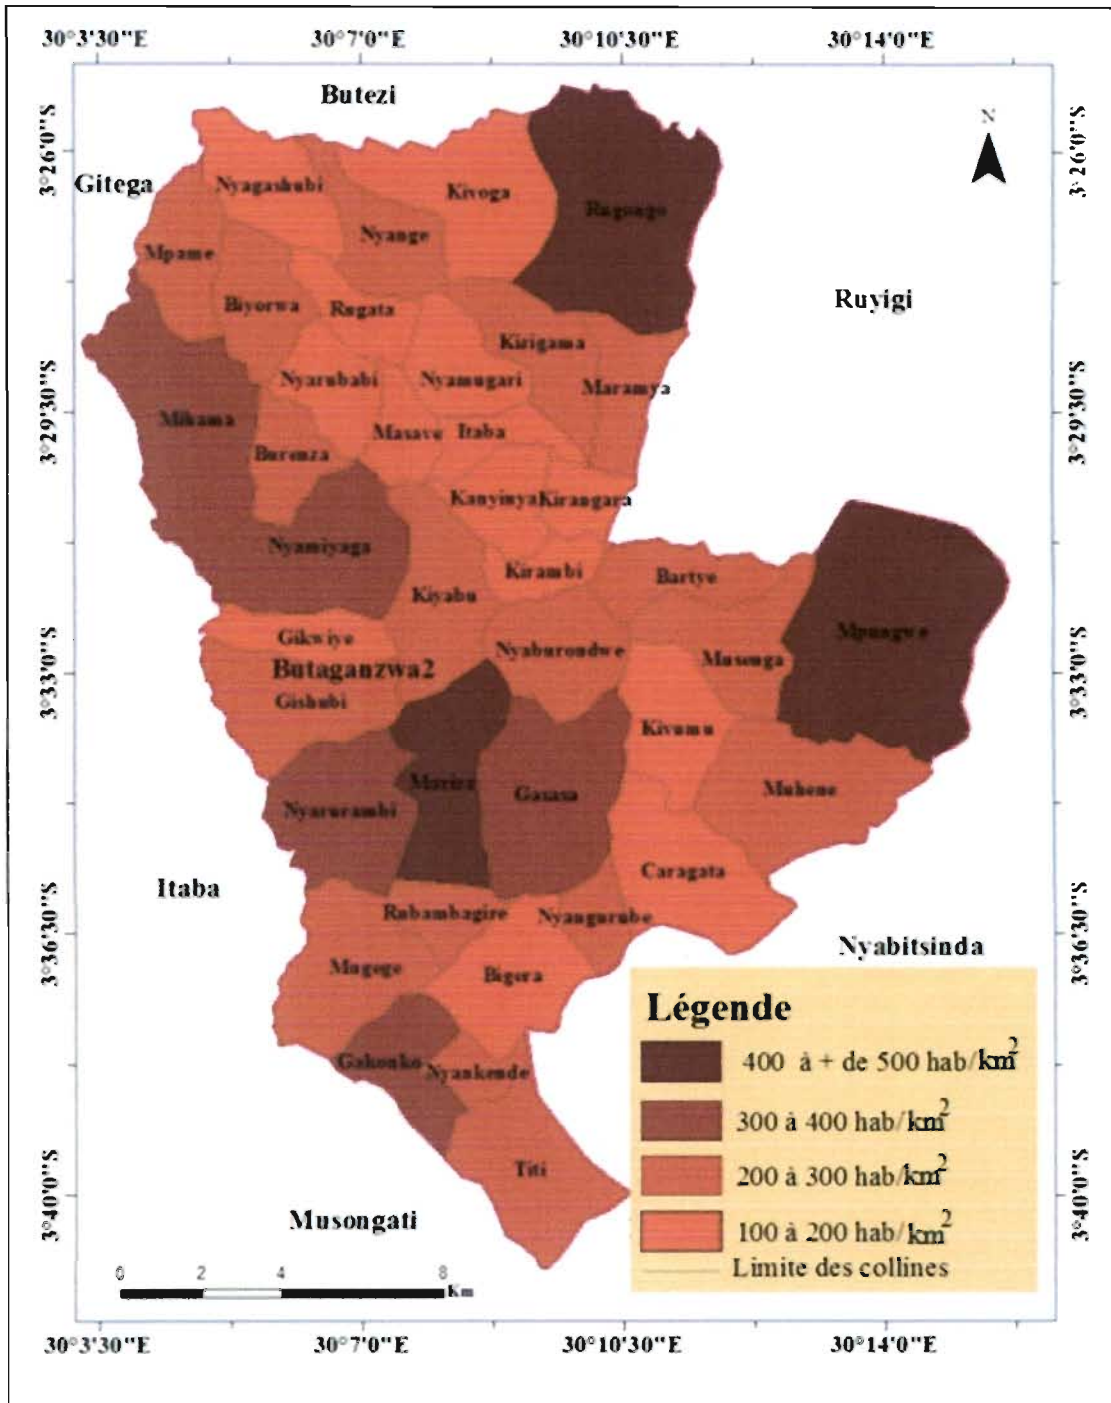 30°3'30"E 30°7'0"E 30°10'30"E 30°14'0"E
Butezi
N
3°26'0"S
3°26'0"S
Gitega
Nyagashubi
Kivoga
Rugongo
Nyange
Mpame
Biyorwa
Rugata
Ruyigi
Kirigama
Nyarubabi
Nyamugari
Maramya
3°29'30"S
3°29'30"S
Mihama
Masave
Itaba
Burenza
Kanyinya
Kirangara
Nyamiyaga
Kirambi
Bartye
Kiyabu
Gikwiye
Nyaburondwe
Mpungwe
Musenga
Butaganzwa2
3°33'0"S
3°33'0"S
Gishubi
Kivumu
Nyarurambi
Gasasa
Muhene
Caragata
Itaba
Rubambagire
Nyangurube
3°36'30"S
3°36'30"S
Nyabitsinda
Mugege
Bigera
Gakonko
Nyankende
Titi
Musongati
3°40'0"S
3°40'0"S
Légende
400 à + de 500 hab/km2
300 à 400 hab/km2
200 à 300 hab/km2
100 à 200 hab/km2
Limite des collines
0 2 4 8
Km
30°3'30"E 30°7'0"E 30°10'30"E 30°14'0"E